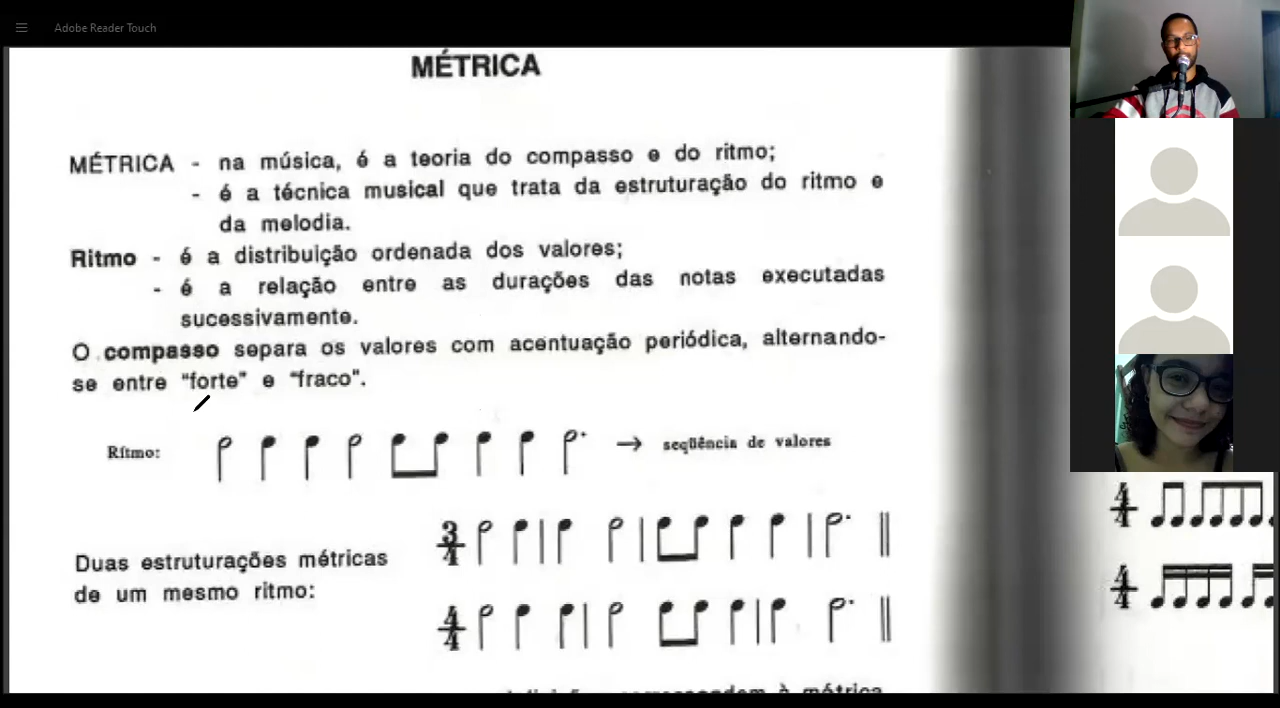 Adobe Reader Touch
MÉTRICA
MÉTRICA - na música, é a teoria do compasso e do ritmo;
- é a técnica musical que trata da estruturação do ritmo e
da melodia.
Ritmo - é a distribuição ordenada dos valores;
- é a relação entre as durações das notas executadas
sucessivamente.
O compasso separa os valores com acentuação periódica, alternando-
se entre "forte" e "fraco".
Rítmo: → seqüência de valores
Duas estruturações métricas
de um mesmo ritmo:
3/4
4/4
correspondem à métrica
4/4
4/4